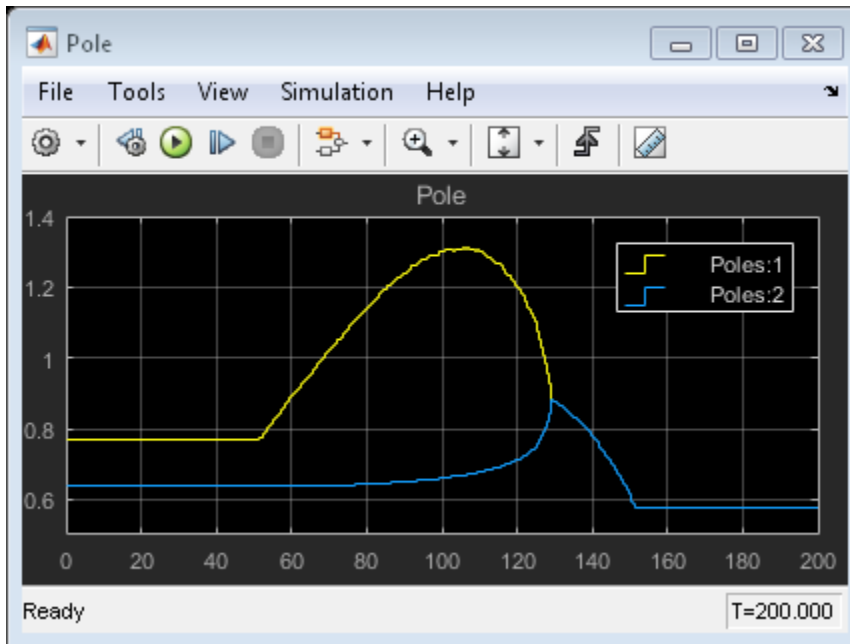 Pole
File Tools View Simulation Help
Pole
1.4
Poles:1
1.2
Poles:2
1
0.8
0.6
0 20 40 60 80 100 120 140 160 180 200
Ready T=200.000